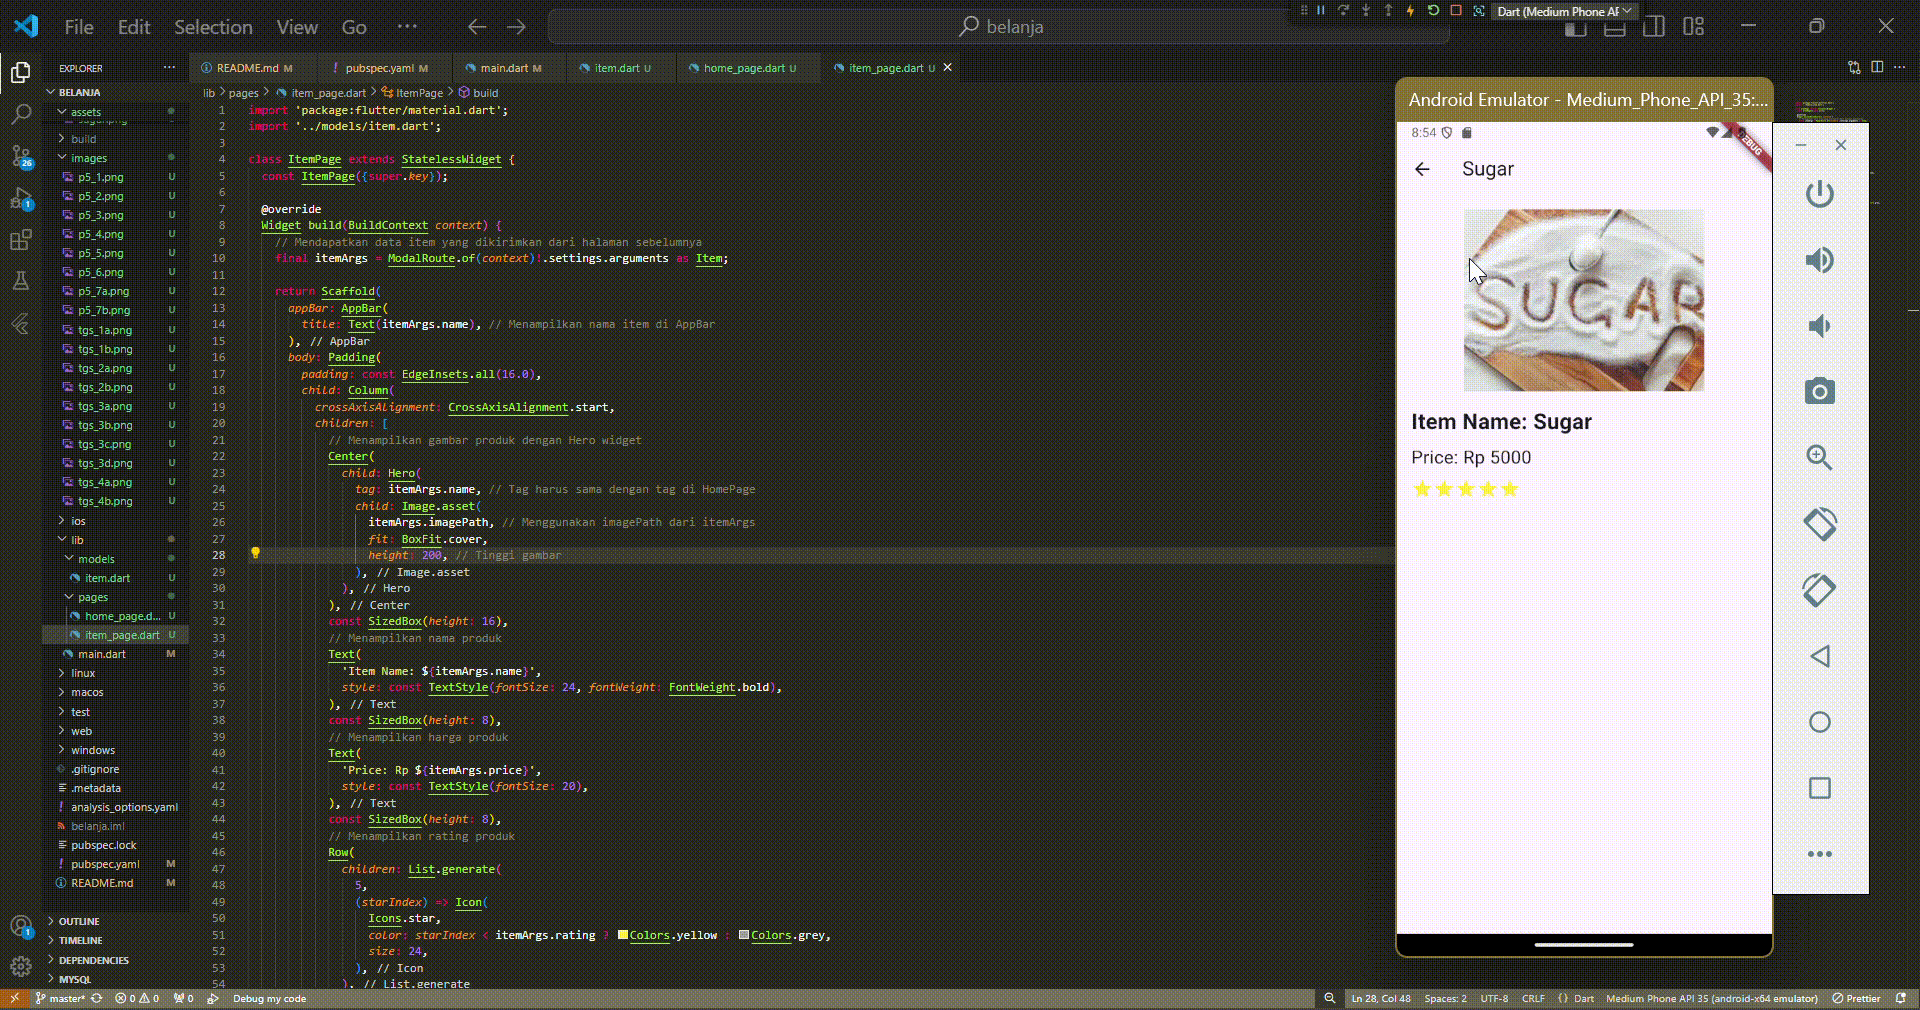 File Edit Selection View Go ··· belanja Dart (Medium Phone AF
EXPLORER ···
BELANJA
assets
build
images
p5_1.png U
p5_2.png U
p5_3.png U
p5_4.png U
p5_5.png U
p5_6.png U
p5_7a.png U
p5_7b.png U
tgs_1a.png U
tgs_1b.png U
tgs_2a.png U
tgs_2b.png U
tgs_3a.png U
tgs_3b.png U
tgs_3c.png U
tgs_3d.png U
tgs_4a.png U
tgs_4b.png U
ios
lib
models
item.dart U
pages
home_page.d... U
item_page.dart U
main.dart M
linux
macos
test
web
windows
.gitignore
.metadata
analysis_options.yaml
belanja.iml
pubspec.lock
pubspec.yaml M
README.md M
OUTLINE
TIMELINE
DEPENDENCIES
MYSQL
26
1
1
README.md M pubspec.yaml M main.dart M item.dart U home_page.dart U item_page.dart U
lib > pages > item_page.dart > ItemPage > build
1 import 'package:flutter/material.dart';
2 import '../models/item.dart';
3
4 class ItemPage extends StatelessWidget {
5 const ItemPage({super.key});
6
7 @override
8 Widget build(BuildContext context) {
9 // Mendapatkan data item yang dikirimkan dari halaman sebelumnya
10 final itemArgs = ModalRoute.of(context)!.settings.arguments as Item;
11
12 return Scaffold(
13 appBar: AppBar(
14 title: Text(itemArgs.name), // Menampilkan nama item di AppBar
15 ), // AppBar
16 body: Padding(
17 padding: const EdgeInsets.all(16.0),
18 child: Column(
19 crossAxisAlignment: CrossAxisAlignment.start,
20 children: [
21 // Menampilkan gambar produk dengan Hero widget
22 Center(
23 child: Hero(
24 tag: itemArgs.name, // Tag harus sama dengan tag di HomePage
25 child: Image.asset(
26 itemArgs.imagePath, // Menggunakan imagePath dari itemArgs
27 fit: BoxFit.cover,
28 height: 200, // Tinggi gambar
29 ), // Image.asset
30 ), // Hero
31 ), // Center
32 const SizedBox(height: 16),
33 // Menampilkan nama produk
34 Text(
35 'Item Name: ${itemArgs.name}',
36 style: const TextStyle(fontSize: 24, fontWeight: FontWeight.bold),
37 ), // Text
38 const SizedBox(height: 8),
39 // Menampilkan harga produk
40 Text(
41 'Price: Rp ${itemArgs.price}',
42 style: const TextStyle(fontSize: 20),
43 ), // Text
44 const SizedBox(height: 8),
45 // Menampilkan rating produk
46 Row(
47 children: List.generate(
48 5,
49 (starIndex) => Icon(
50 Icons.star,
51 color: starIndex < itemArgs.rating ? Colors.yellow : Colors.grey,
52 size: 24,
53 ), // Icon
54 ), // List.generate
Android Emulator - Medium_Phone_API_35:...
8:54
Sugar
SUGAR
Item Name: Sugar
Price: Rp 5000
master* 0 0 0 Debug my code Ln 28, Col 48 Spaces: 2 UTF-8 CRLF {} Dart Medium Phone API 35 (android-x64 emulator) Prettier